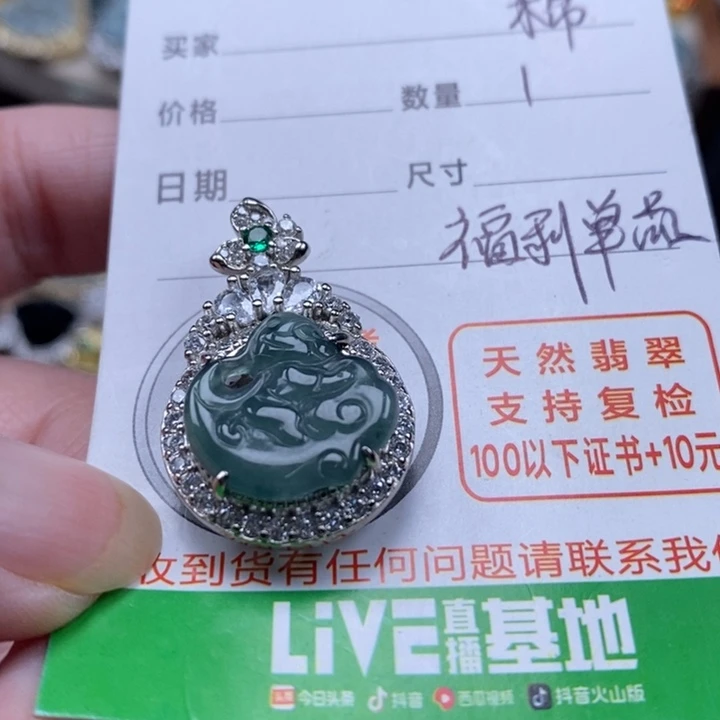 买家 棉
价格 数量 1
日期 尺寸
福利单品
天然翡翠
支持复检
100以下证书+10元
收到货有任何问题请联系我们
LiVE直播基地
头条 今日头条 抖音 西瓜视频 抖音火山版